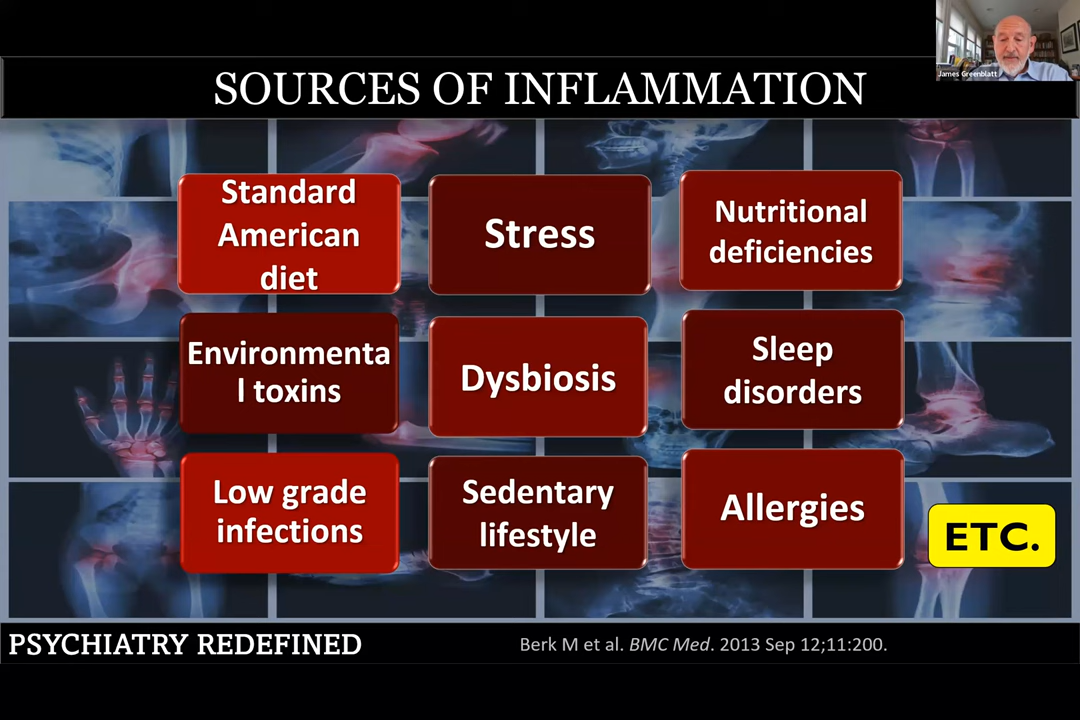 James Greenblatt
SOURCES OF INFLAMMATION
Standard
American
diet
Stress
Nutritional
deficiencies
Environmenta
l toxins
Dysbiosis
Sleep
disorders
Low grade
infections
Sedentary
lifestyle
Allergies
ETC.
PSYCHIATRY REDEFINED
Berk M et al. BMC Med. 2013 Sep 12;11:200.